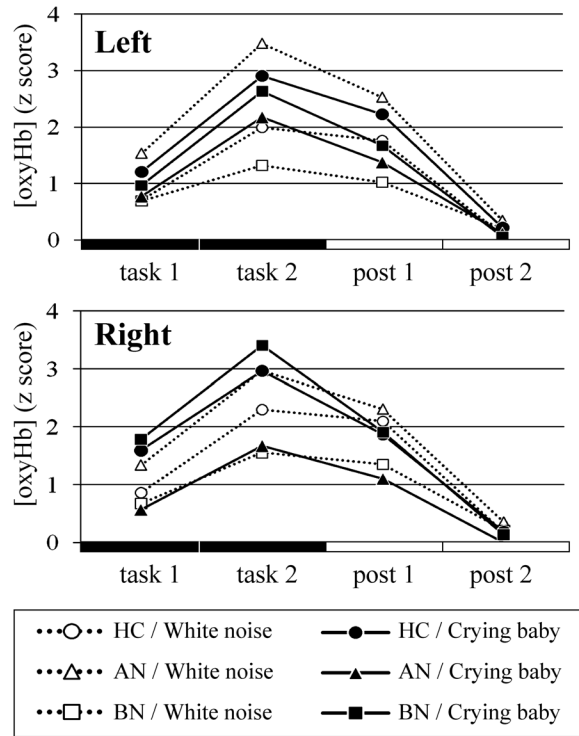 Left
[oxyHb] (z score)
4
3
2
1
0
task 1 task 2 post 1 post 2
Right
[oxyHb] (z score)
4
3
2
1
0
task 1 task 2 post 1 post 2
HC / White noise HC / Crying baby
AN / White noise AN / Crying baby
BN / White noise BN / Crying baby